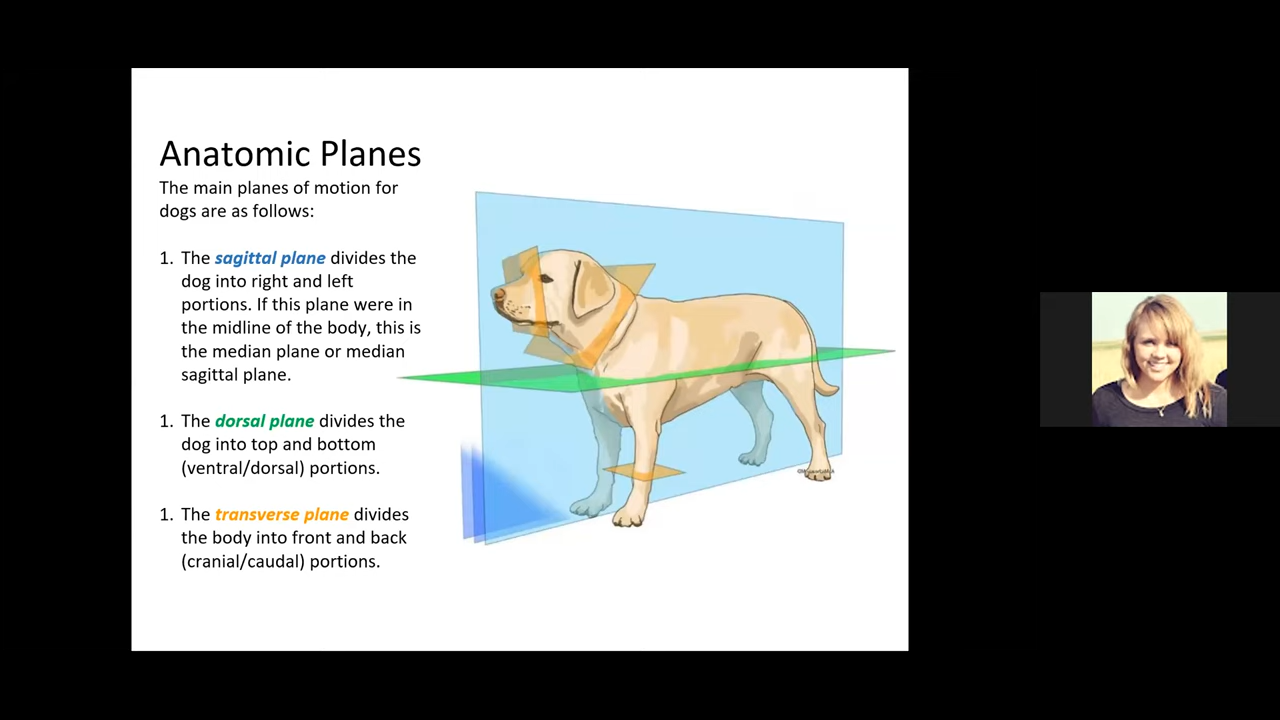 Anatomic Planes
The main planes of motion for
dogs are as follows:
1. The sagittal plane divides the
dog into right and left
portions. If this plane were in
the midline of the body, this is
the median plane or median
sagittal plane.
1. The dorsal plane divides the
dog into top and bottom
(ventral/dorsal) portions.
1. The transverse plane divides
the body into front and back
(cranial/caudal) portions.